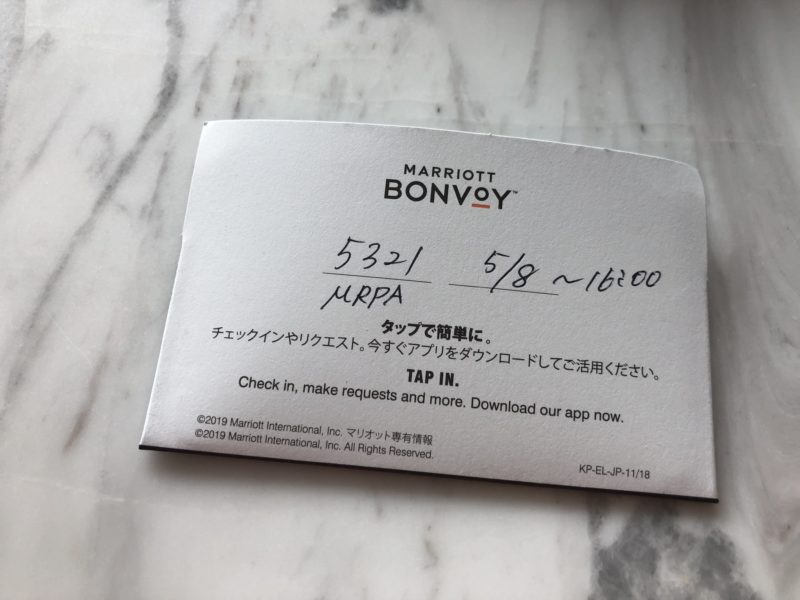 MARRIOTT
BONVOY™
5321 5/8 ~16:00
MRPA
タップで簡単に。
チェックインやリクエスト。今すぐアプリをダウンロードしてご活用ください。
TAP IN.
Check in, make requests and more. Download our app now.
©2019 Marriott International, Inc. マリオット専有情報
©2019 Marriott International, Inc. All Rights Reserved.
KP-EL-JP-11/18